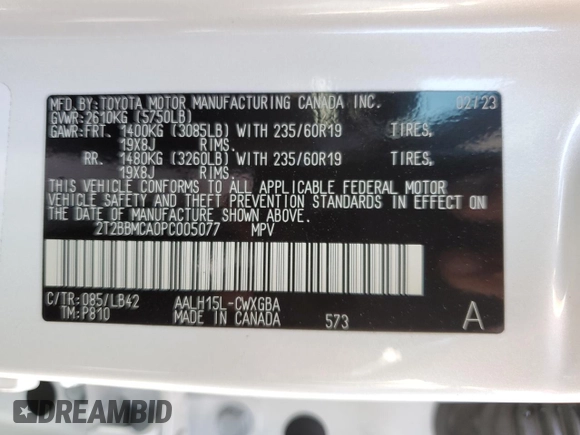 MFD.BY:TOYOTA MOTOR MANUFACTURING CANADA INC. 02/23
GVWR:2610KG (5750LB)
GAWR:FRT. 1400KG (3085LB) WITH 235/60R19 TIRES,
19X8J RIMS.
RR. 1480KG (3260LB) WITH 235/60R19 TIRES,
19X8J RIMS.
THIS VEHICLE CONFORMS TO ALL APPLICABLE FEDERAL MOTOR
VEHICLE SAFETY AND THEFT PREVENTION STANDARDS IN EFFECT
ON THE DATE OF MANUFACTURE SHOWN ABOVE.
2T2BBMCA0PC005077 MPV
C/TR:085/LB42 AALH15L-CWXGBA
TM:P810 MADE IN CANADA 573 A
DREAMBID